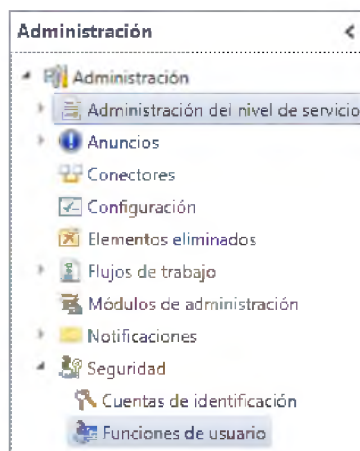 Administración
Administración
Administración del nivel de servicio
Anuncios
Conectores
Configuración
Elementos eliminados
Flujos de trabajo
Módulos de administración
Notificaciones
Seguridad
Cuentas de identificación
Funciones de usuario